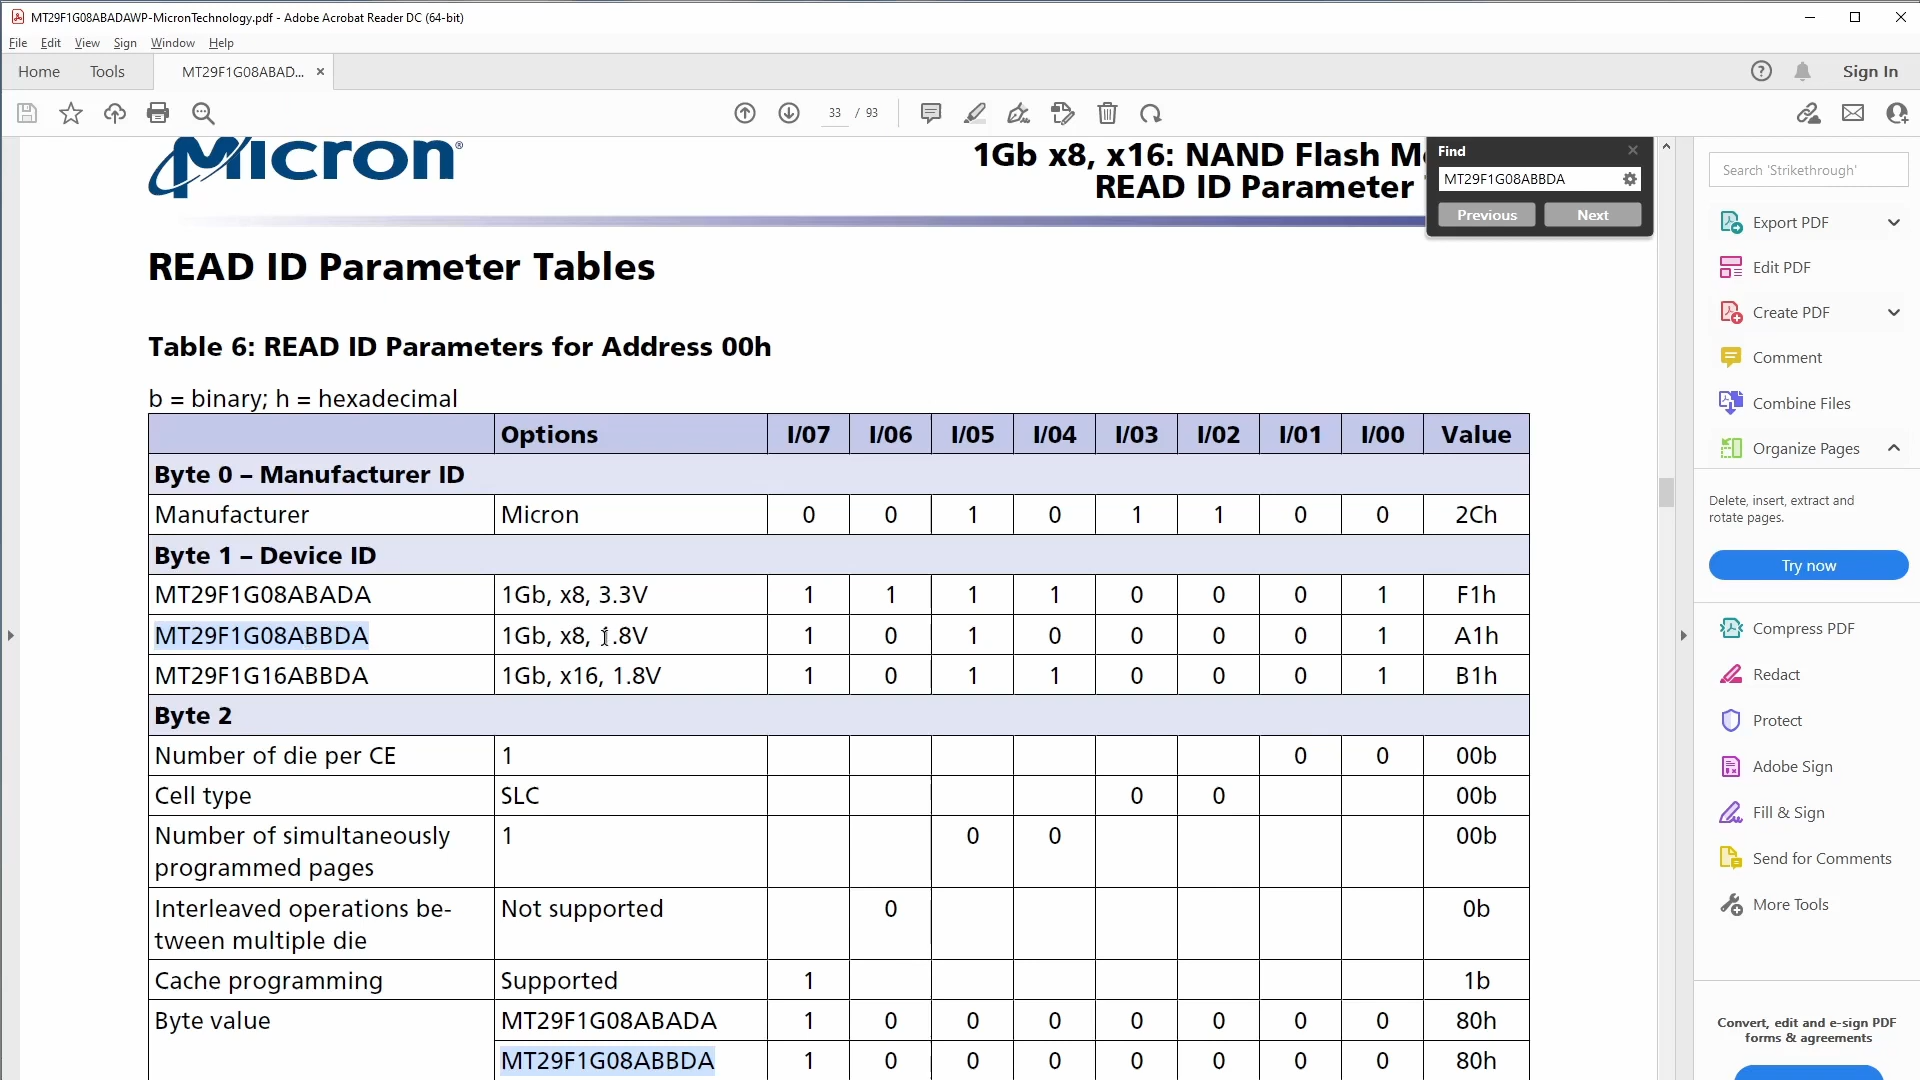 MT29F1G08ABADAWP-MicronTechnology.pdf - Adobe Acrobat Reader DC (64-bit)
File Edit View Sign Window Help
Home Tools MT29F1G08ABAD... × Sign In
33 / 93
Micron®
1Gb x8, x16: NAND Flash M
READ ID Parameter
Find
MT29F1G08ABBDA
Previous Next
READ ID Parameter Tables
Table 6: READ ID Parameters for Address 00h
b = binary; h = hexadecimal
Options I/07 I/06 I/05 I/04 I/03 I/02 I/01 I/00 Value
Byte 0 – Manufacturer ID
Manufacturer Micron 0 0 1 0 1 1 0 0 2Ch
Byte 1 – Device ID
MT29F1G08ABADA 1Gb, x8, 3.3V 1 1 1 1 0 0 0 1 F1h
MT29F1G08ABBDA 1Gb, x8, 1.8V 1 0 1 0 0 0 0 1 A1h
MT29F1G16ABBDA 1Gb, x16, 1.8V 1 0 1 1 0 0 0 1 B1h
Byte 2
Number of die per CE 1 0 0 00b
Cell type SLC 0 0 00b
Number of simultaneously 1 0 0 00b
programmed pages
Interleaved operations be- Not supported 0 0b
tween multiple die
Cache programming Supported 1 1b
Byte value MT29F1G08ABADA 1 0 0 0 0 0 0 0 80h
MT29F1G08ABBDA 1 0 0 0 0 0 0 0 80h
Search 'Strikethrough'
Export PDF
Edit PDF
Create PDF
Comment
Combine Files
Organize Pages
Delete, insert, extract and
rotate pages.
Try now
Compress PDF
Redact
Protect
Adobe Sign
Fill & Sign
Send for Comments
More Tools
Convert, edit and e-sign PDF
forms & agreements